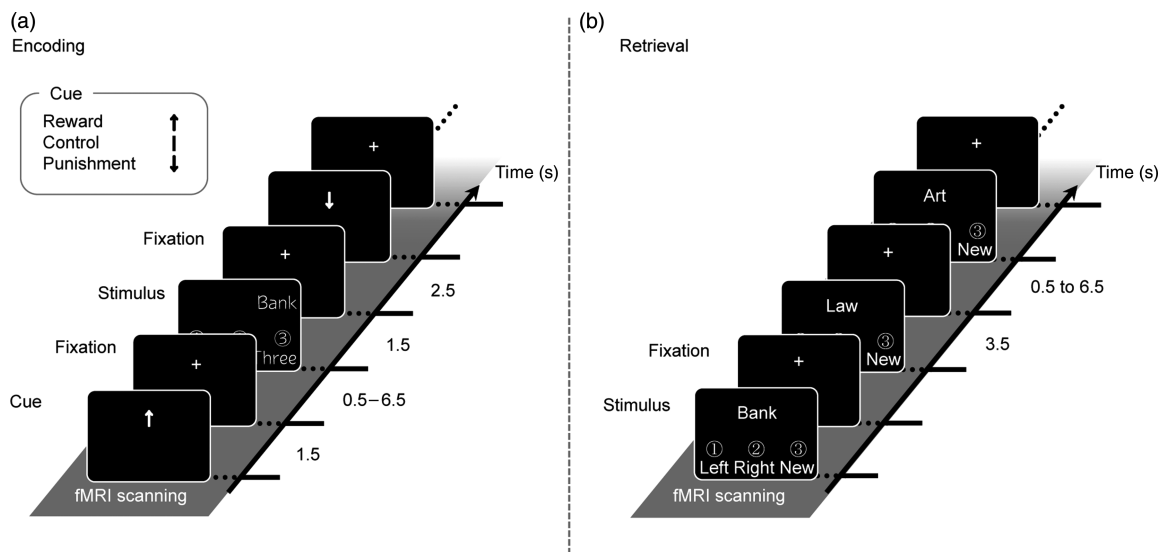 (a)
Encoding
Cue
Reward ↑
Control |
Punishment ↓
+
Time (s)
↓
Fixation
+
2.5
Stimulus
Bank
③
Three
1.5
Fixation
+
0.5–6.5
Cue
↑
1.5
fMRI scanning
(b)
Retrieval
+
Time (s)
Art
③
New
+
0.5 to 6.5
Law
③
New
3.5
Fixation
+
Stimulus
Bank
① ② ③
Left Right New
fMRI scanning